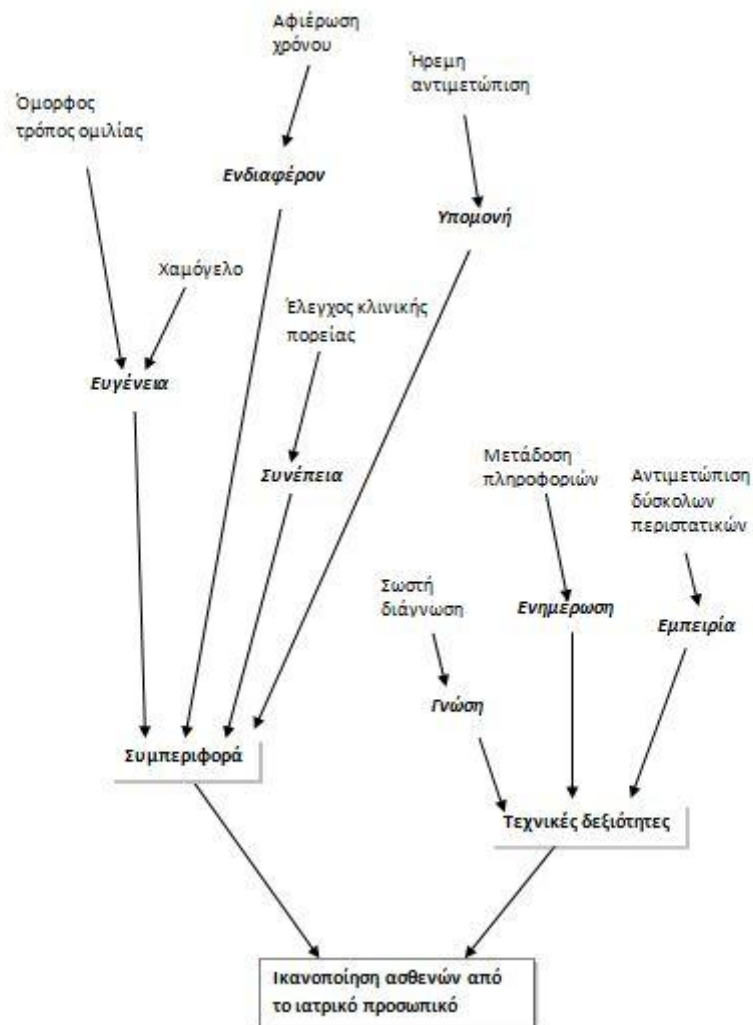 Αφιέρωση
χρόνου
Ήρεμη
αντιμετώπιση
Όμορφος
τρόπος ομιλίας
Ενδιαφέρον
Υπομονή
Χαμόγελο
Έλεγχος κλινικής
πορείας
Ευγένεια
Συνέπεια
Μετάδοση
πληροφοριών
Αντιμετώπιση
δύσκολων
περιστατικών
Σωστή
διάγνωση
Ενημέρωση
Εμπειρία
Γνώση
Συμπεριφορά
Τεχνικές δεξιότητες
Ικανοποίηση ασθενών από
το ιατρικό προσωπικό